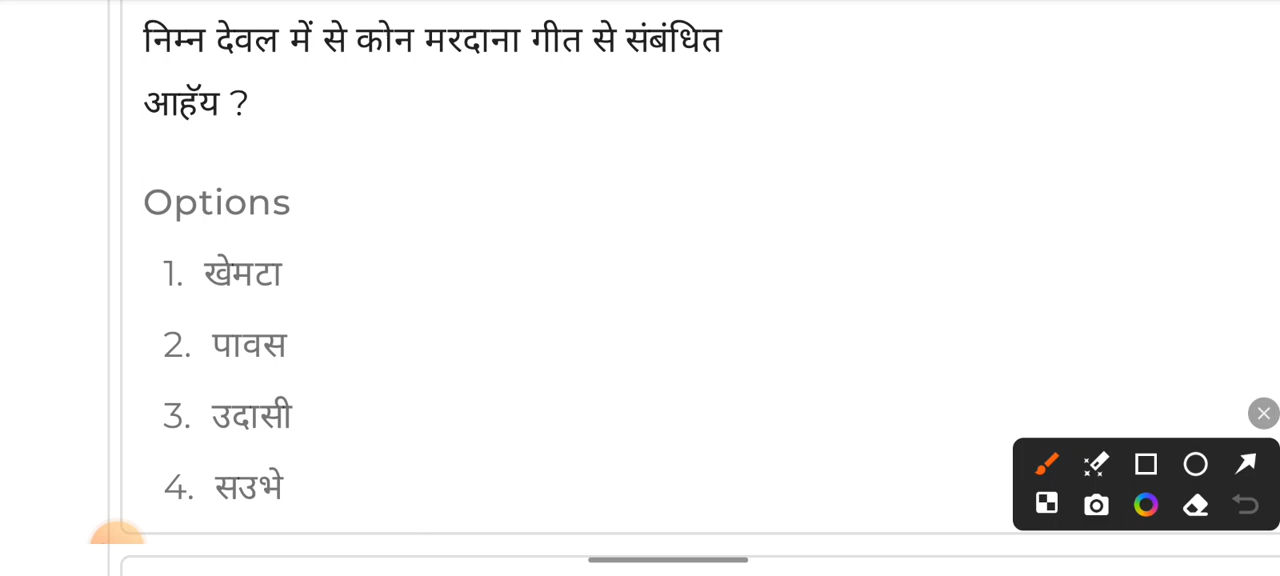 निम्न देवल में से कोन मरदाना गीत से संबंधित
आहॅय ?
Options
1. खेमटा
2. पावस
3. उदासी
4. सउभे